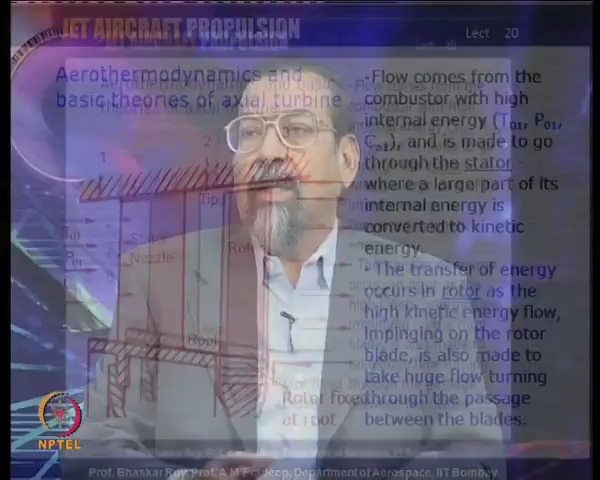 JET AIRCRAFT PROPULSION
Lect 20
Aerothermodynamics and
basic theories of axial turbine
1
2
Tip
Rotor
Nozzle
Root
Rotor fixed
at root
-Flow comes from the
combustor with high
internal energy (T₀₁, P₀₁,
C), and is made to go
through the stator -
where a large part of its
internal energy is
converted to kinetic
energy.
- The transfer of energy
occurs in rotor as the
high kinetic energy flow,
impinging on the rotor
blade, is also made to
take huge flow turning
through the passage
between the blades.
NPTEL
Prof. Bhaskar Roy, Prof. A M Pradeep, Department of Aerospace, IIT Bombay